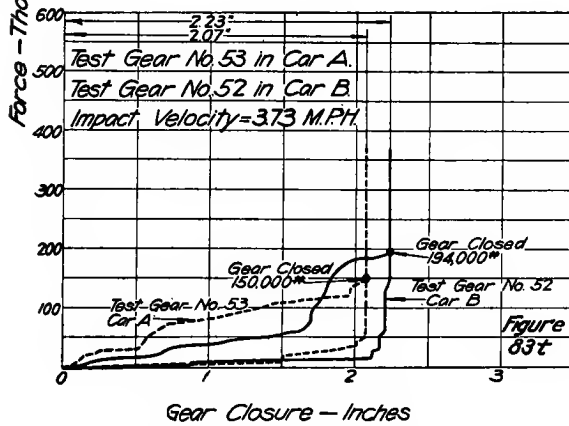 600
500
400
300
200
100
0
Force-Tho
2.23"
2.07"
Test Gear No. 53 in Car A.
Test Gear No. 52 in Car B.
Impact Velocity=3.73 M.P.H.
Gear Closed
194,000#
Gear Closed
150,000#
Test Gear No. 52
Car B
Test Gear No. 53
Car A
Figure
83t
0
1
2
3
Gear Closure – Inches